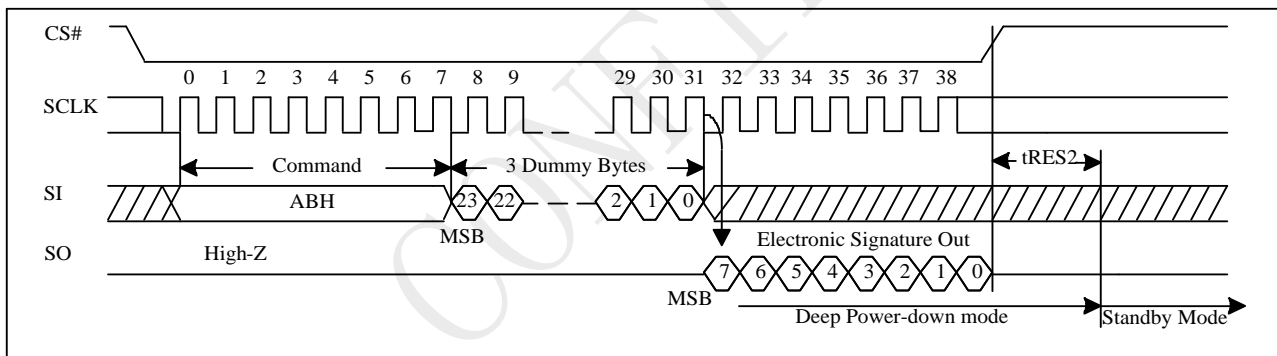 CS#
0 1 2 3 4 5 6 7 8 9 29 30 31 32 33 34 35 36 37 38
SCLK
Command 3 Dummy Bytes tRES2
SI ABH 23 22 2 1 0
MSB
SO High-Z Electronic Signature Out
7 6 5 4 3 2 1 0
MSB
Deep Power-down mode Standby Mode